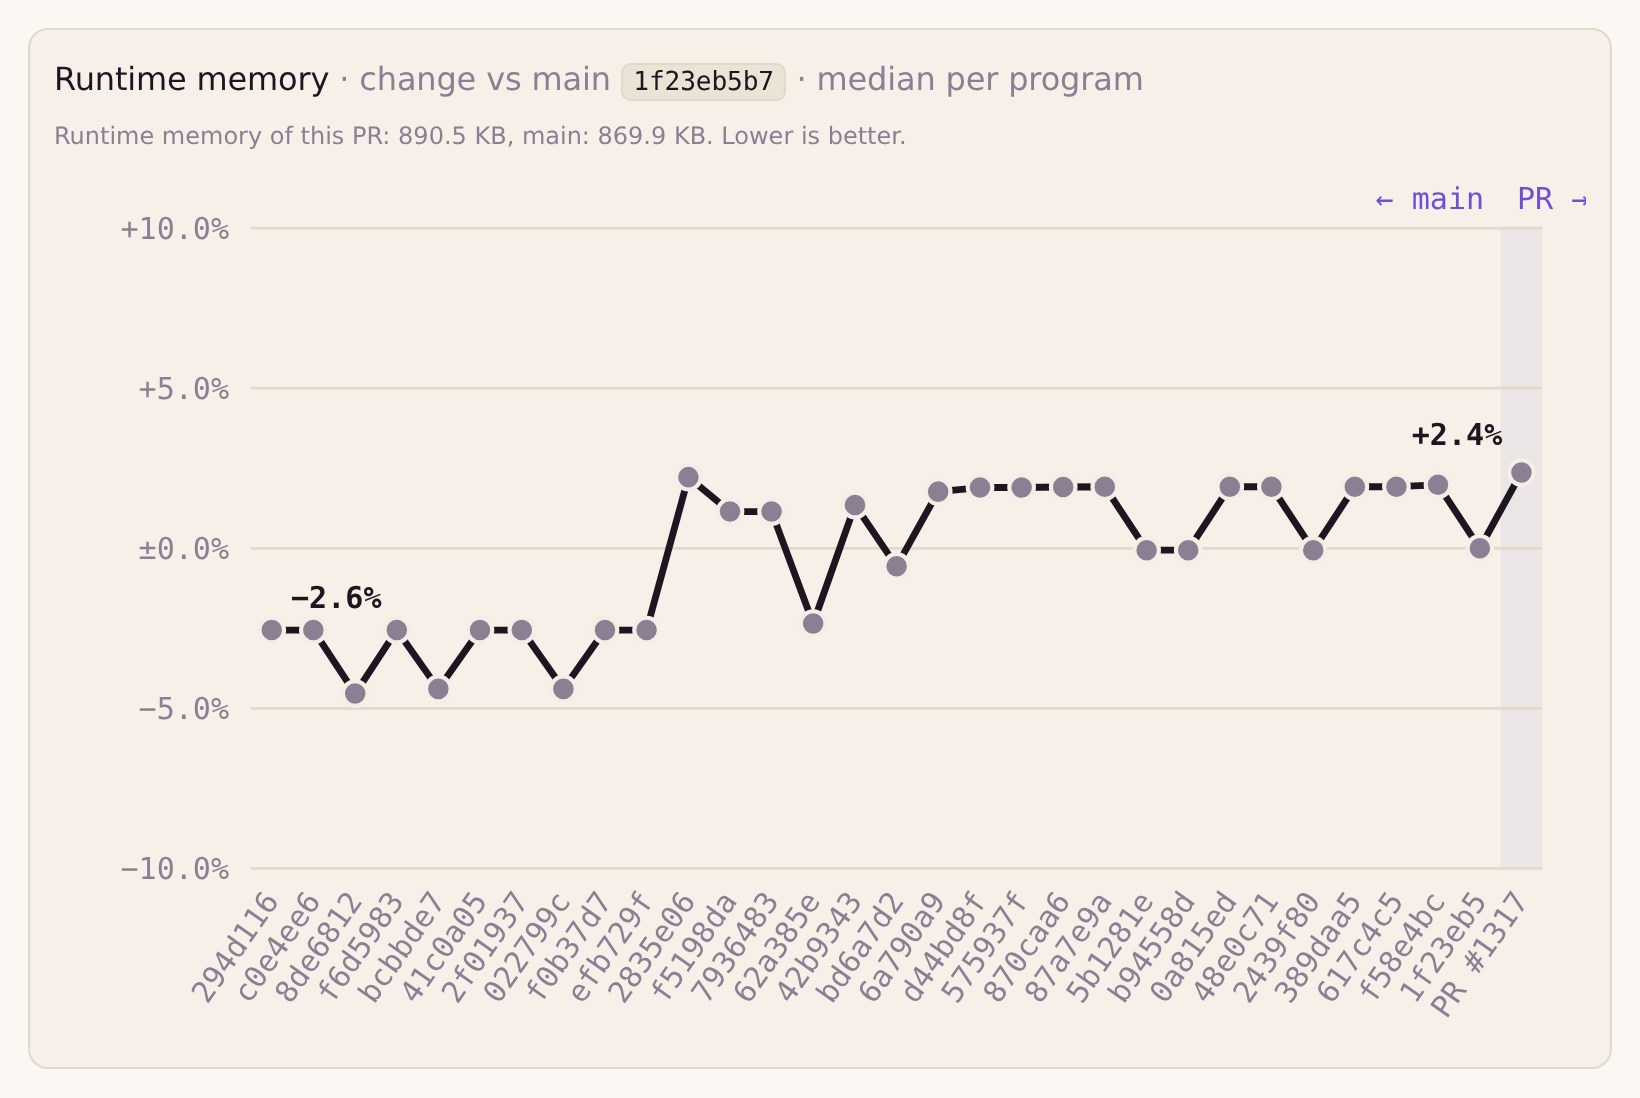 Runtime memory · change vs main 1f23eb5b7 · median per program
Runtime memory of this PR: 890.5 KB, main: 869.9 KB. Lower is better.
← main PR →
+10.0%
+5.0%
±0.0%
−5.0%
−10.0%
−2.6%
+2.4%
294d116
c0e4ee6
8de6812
f6d5983
bcbbde7
41c0a05
2f01937
022799c
f0b37d7
efb729f
2835e06
f5198da
7936483
62a385e
42b9343
bd6a7d2
6a790a9
d44bd8f
575937f
870caa6
87a7e9a
5b1281e
b94558d
0a815ed
48e0c71
2439f80
389daa5
617c4c5
f58e4bc
1f23eb5
PR #1317